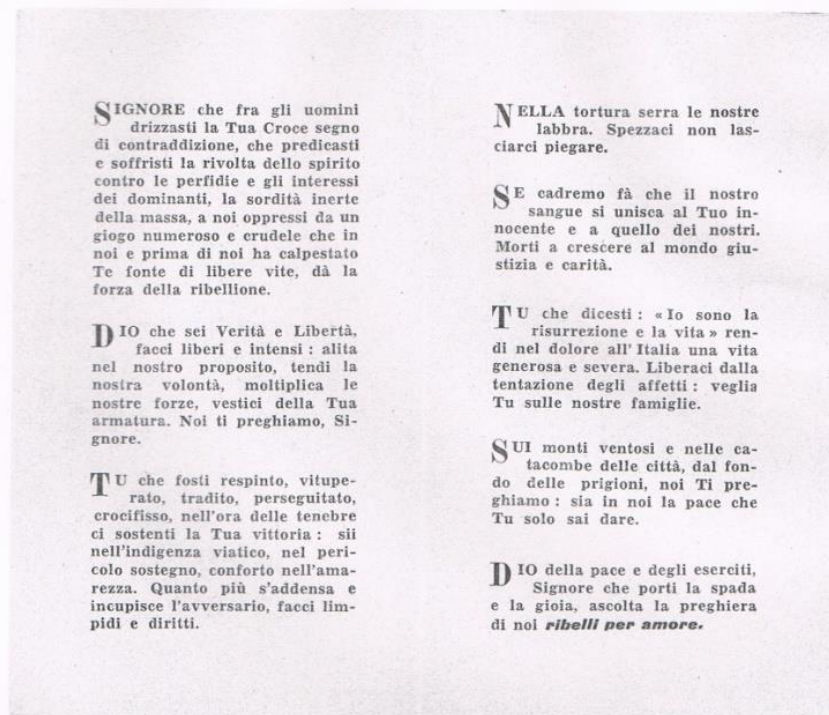 SIGNORE che fra gli uomini
drizzasti la Tua Croce segno
di contraddizione, che predicasti
e soffristi la rivolta dello spirito
contro le perfidie e gli interessi
dei dominanti, la sordità inerte
della massa, a noi oppressi da un
giogo numeroso e crudele che in
noi e prima di noi ha calpestato
Te fonte di libere vite, dà la
forza della ribellione.
DIO che sei Verità e Libertà,
facci liberi e intensi : alita
nel nostro proposito, tendi la
nostra volontà, moltiplica le
nostre forze, vestici della Tua
armatura. Noi ti preghiamo, Si-
gnore.
TU che fosti respinto, vitupe-
rato, tradito, perseguitato,
crocifisso, nell'ora delle tenebre
ci sostenti la Tua vittoria : sii
nell'indigenza viatico, nel peri-
colo sostegno, conforto nell'ama-
rezza. Quanto più s'addensa e
incupisce l'avversario, facci lim-
pidi e diritti.
NELLA tortura serra le nostre
labbra. Spezzaci non las-
ciarci piegare.
SE cadremo fà che il nostro
sangue si unisca al Tuo in-
nocente e a quello dei nostri.
Morti a crescere al mondo giu-
stizia e carità.
TU che dicesti : « Io sono la
risurrezione e la vita » ren-
di nel dolore all' Italia una vita
generosa e severa. Liberaci dalla
tentazione degli affetti : veglia
Tu sulle nostre famiglie.
SUI monti ventosi e nelle ca-
tacombe delle città, dal fon-
do delle prigioni, noi Ti pre-
ghiamo : sia in noi la pace che
Tu solo sai dare.
DIO della pace e degli eserciti,
Signore che porti la spada
e la gioia, ascolta la preghiera
di noi ribelli per amore.